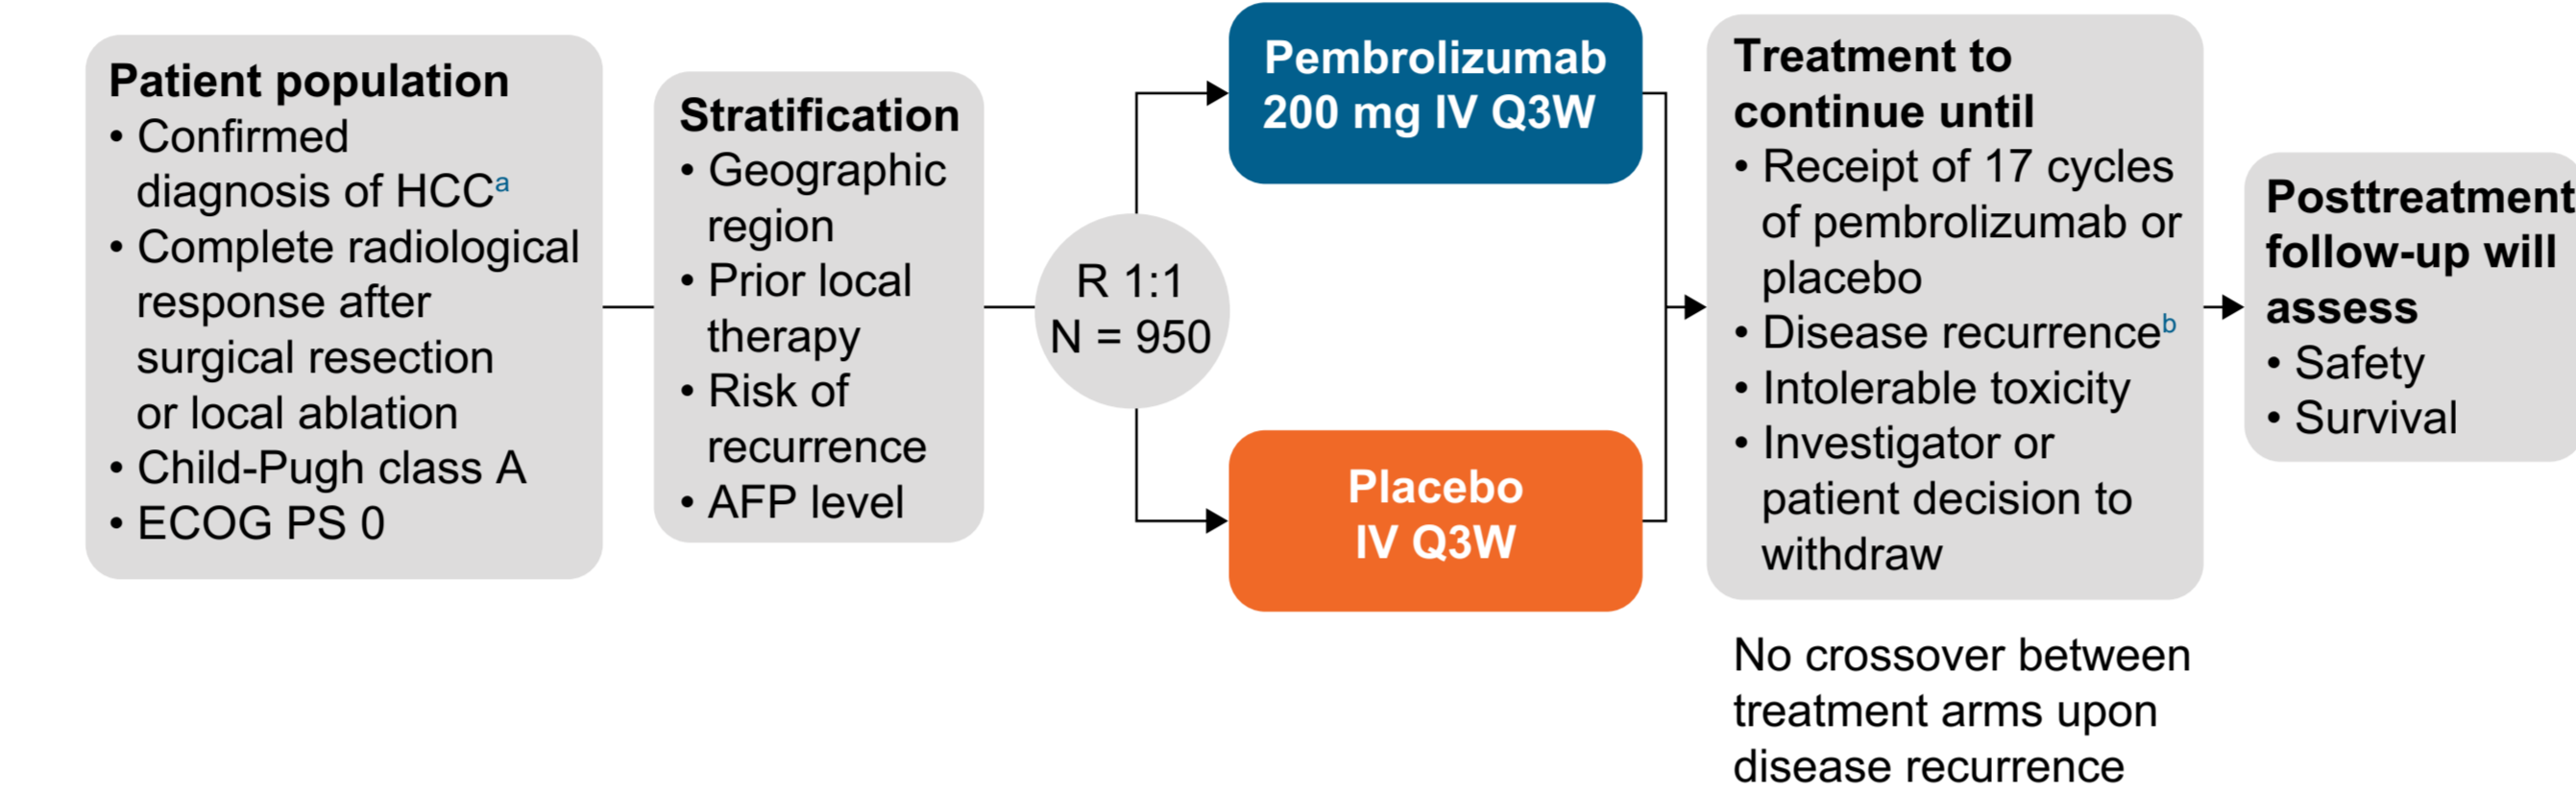 Patient population
• Confirmed
diagnosis of HCCa
• Complete radiological
response after
surgical resection
or local ablation
• Child-Pugh class A
• ECOG PS 0
Stratification
• Geographic
region
• Prior local
therapy
• Risk of
recurrence
• AFP level
R 1:1
N = 950
Pembrolizumab
200 mg IV Q3W
Placebo
IV Q3W
Treatment to
continue until
• Receipt of 17 cycles
of pembrolizumab or
placebo
• Disease recurrenceb
• Intolerable toxicity
• Investigator or
patient decision to
withdraw
No crossover between
treatment arms upon
disease recurrence
Posttreatment
follow-up will
assess
• Safety
• Survival